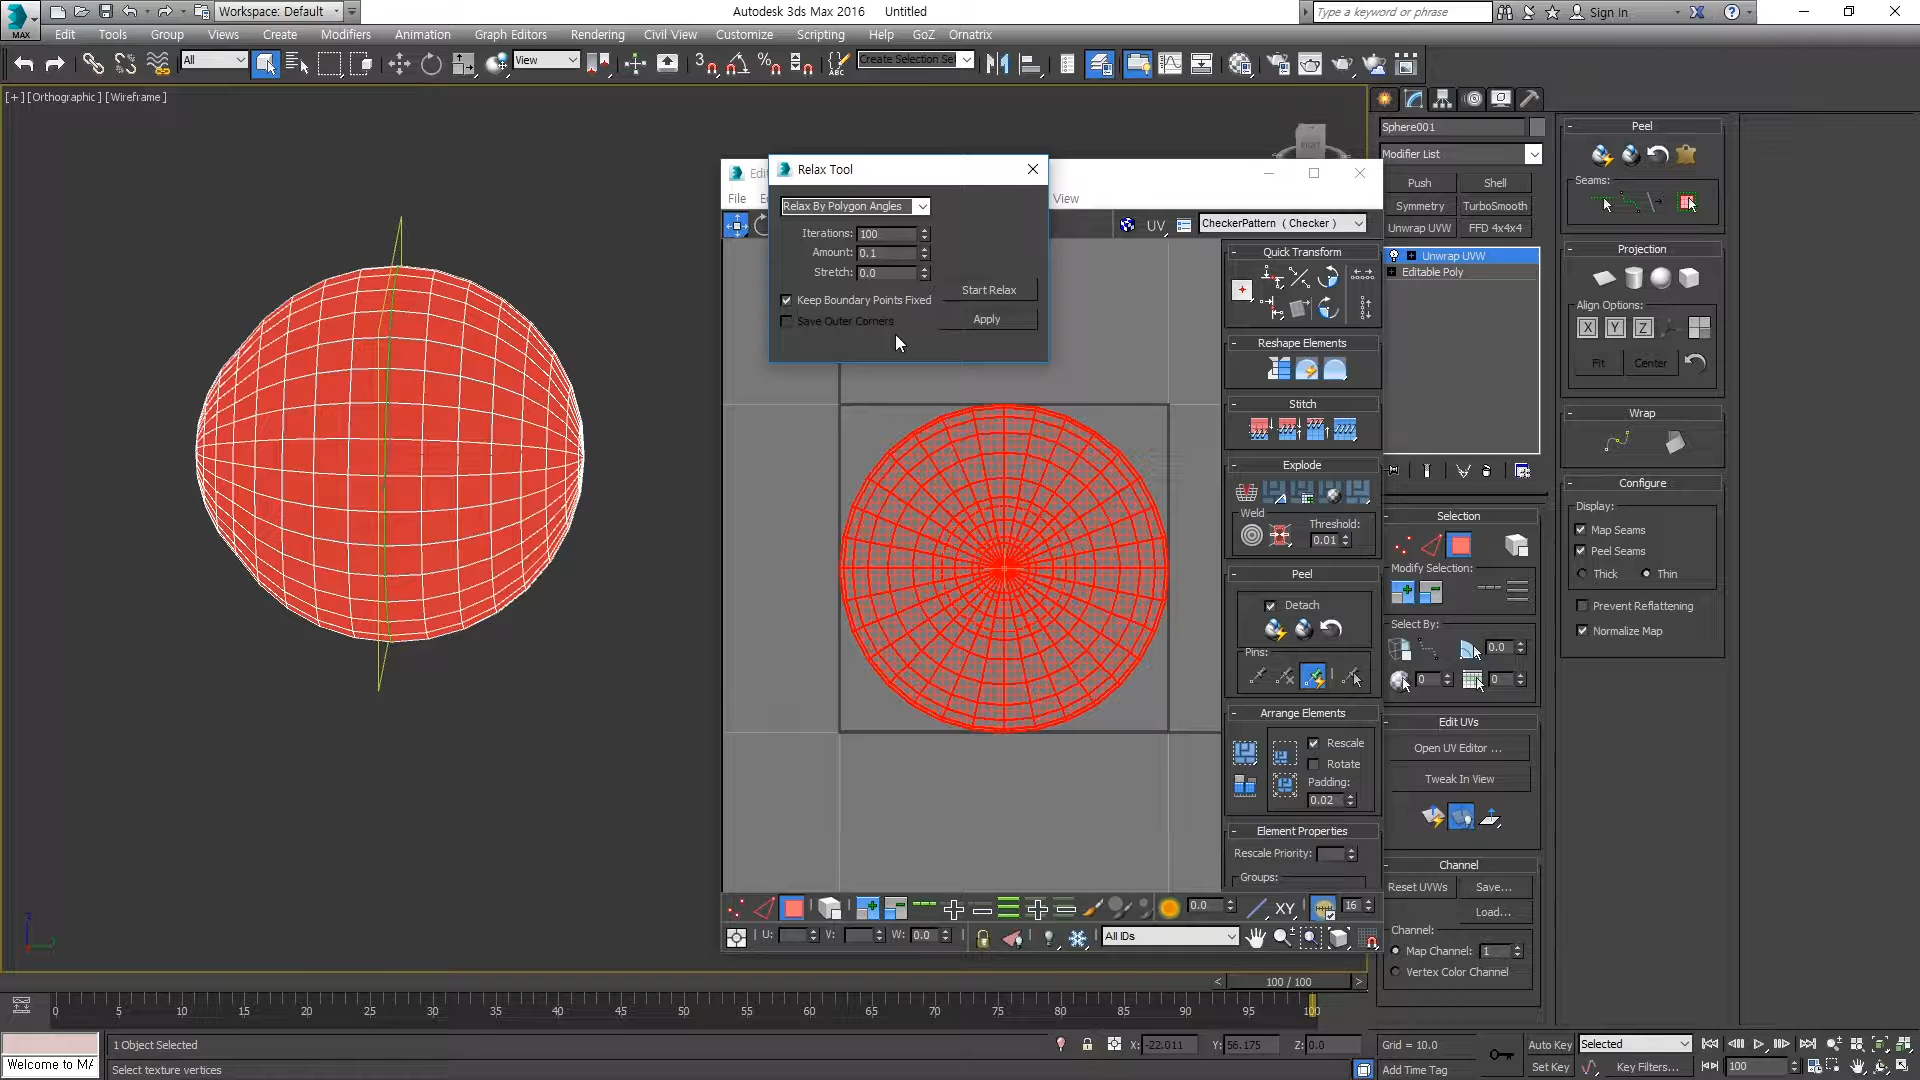 Workspace: Default
Autodesk 3ds Max 2016 Untitled
Type a keyword or phrase
Sign In
MAX
Edit Tools Group Views Create Modifiers Animation Graph Editors Rendering Civil View Customize Scripting Help GoZ Ornatrix
All
View
3
ABC
Create Selection Se
[+] [Orthographic ] [Wireframe ]
RIGHT
Sphere001
Modifier List
Push Shell
Symmetry TurboSmooth
Unwrap UVW FFD 4x4x4
Unwrap UVW
Editable Poly
Peel
Seams:
Projection
Align Options:
X Y Z
Fit Center
Wrap
Configure
Display:
Map Seams
Peel Seams
Thick Thin
Prevent Reflattening
Normalize Map
File
View
UV
CheckerPattern ( Checker )
Relax Tool
Relax By Polygon Angles
Iterations: 100
Amount: 0.1
Stretch: 0.0
Start Relax
Keep Boundary Points Fixed
Save Outer Corners
Apply
Quick Transform
Reshape Elements
Stitch
Explode
Weld
Threshold:
0.01
Peel
Detach
Pins:
Arrange Elements
Rescale
Rotate
Padding:
0.02
Element Properties
Rescale Priority:
Groups:
Selection
Modify Selection:
Select By:
0.0
0 0
Edit UVs
Open UV Editor ...
Tweak In View
Channel
Reset UVWs Save...
Load...
Channel:
Map Channel: 1
Vertex Color Channel
0.0
XY
16
U: V: W: 0.0
All IDs
< 100 / 100 >
0 5 10 15 20 25 30 35 40 45 50 55 60 65 70 75 80 85 90 95 100
1 Object Selected
X: -22.011 Y: 56.175 Z: 0.0
Grid = 10.0
Auto Key
Selected
Welcome to MA
Select texture vertices
Add Time Tag
Set Key
Key Filters...
100